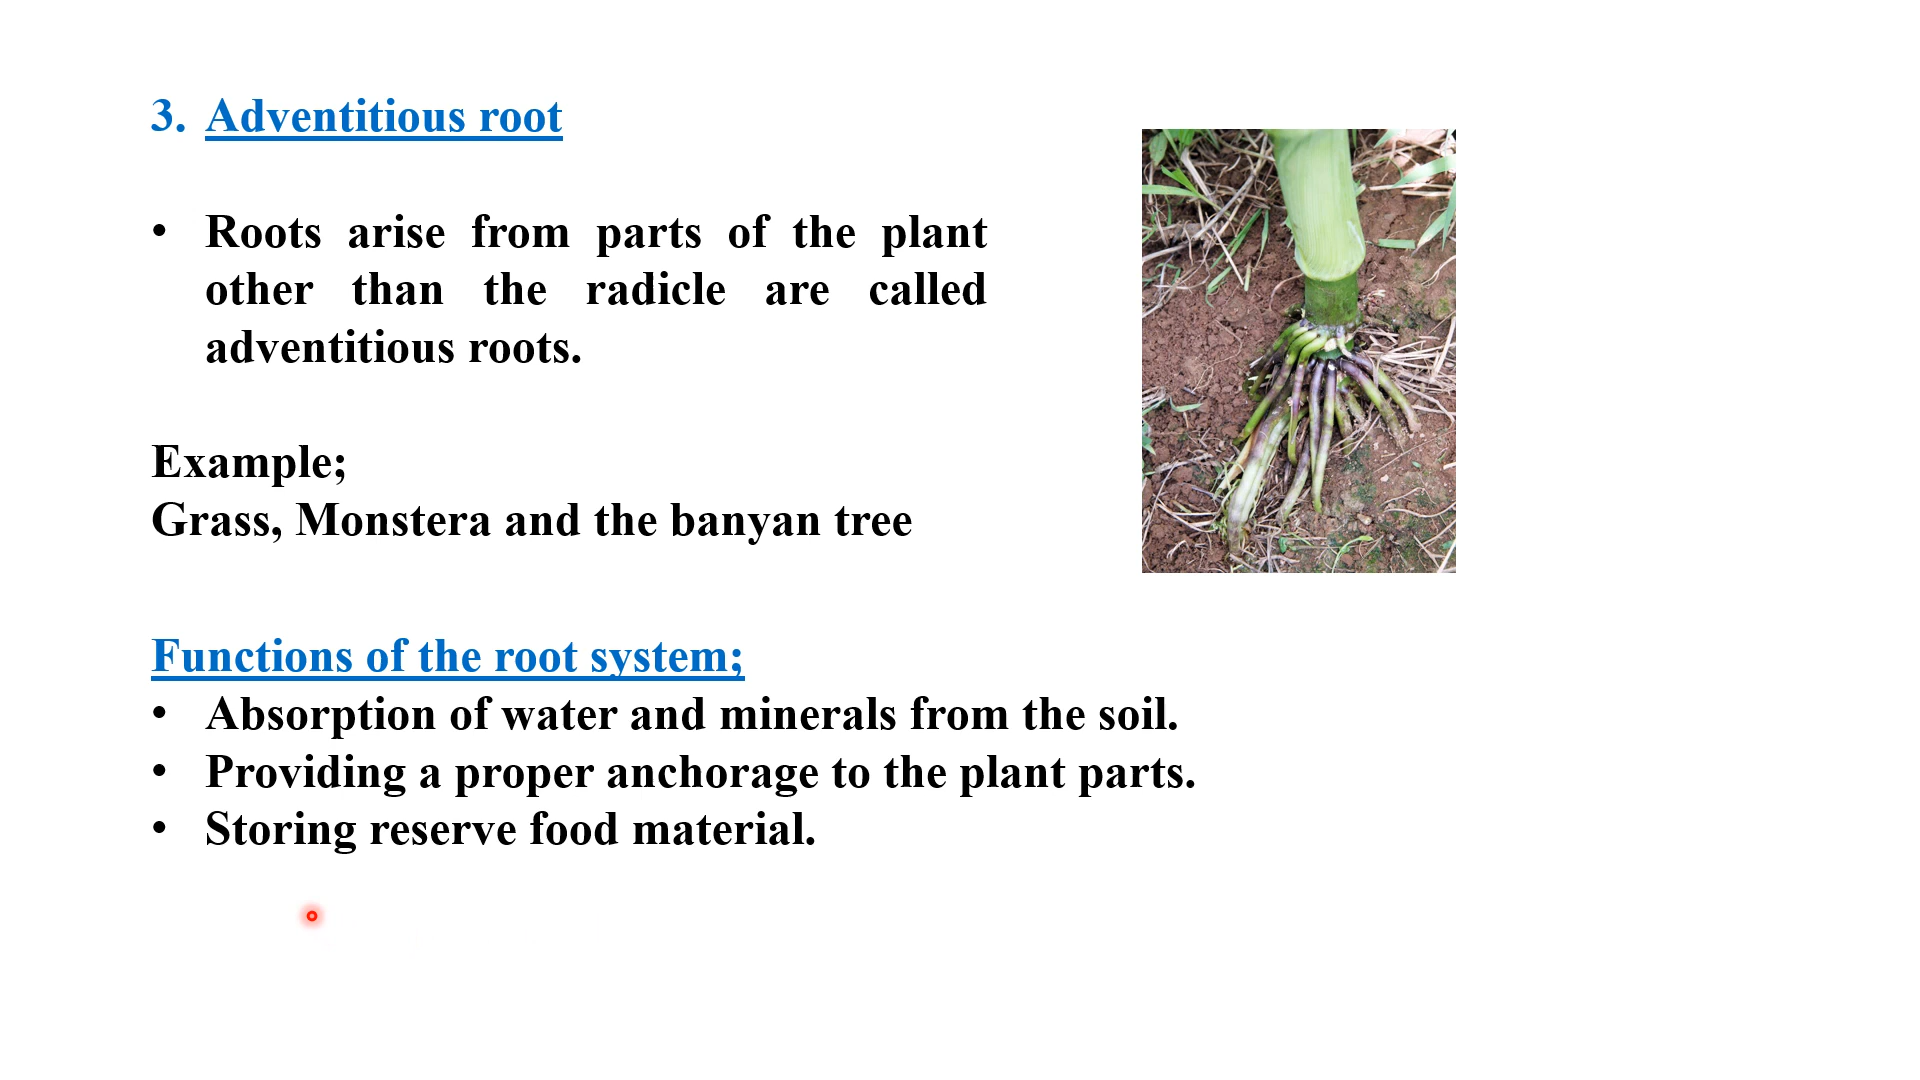 3. Adventitious root
• Roots arise from parts of the plant
other than the radicle are called
adventitious roots.
Example;
Grass, Monstera and the banyan tree
Functions of the root system;
• Absorption of water and minerals from the soil.
• Providing a proper anchorage to the plant parts.
• Storing reserve food material.